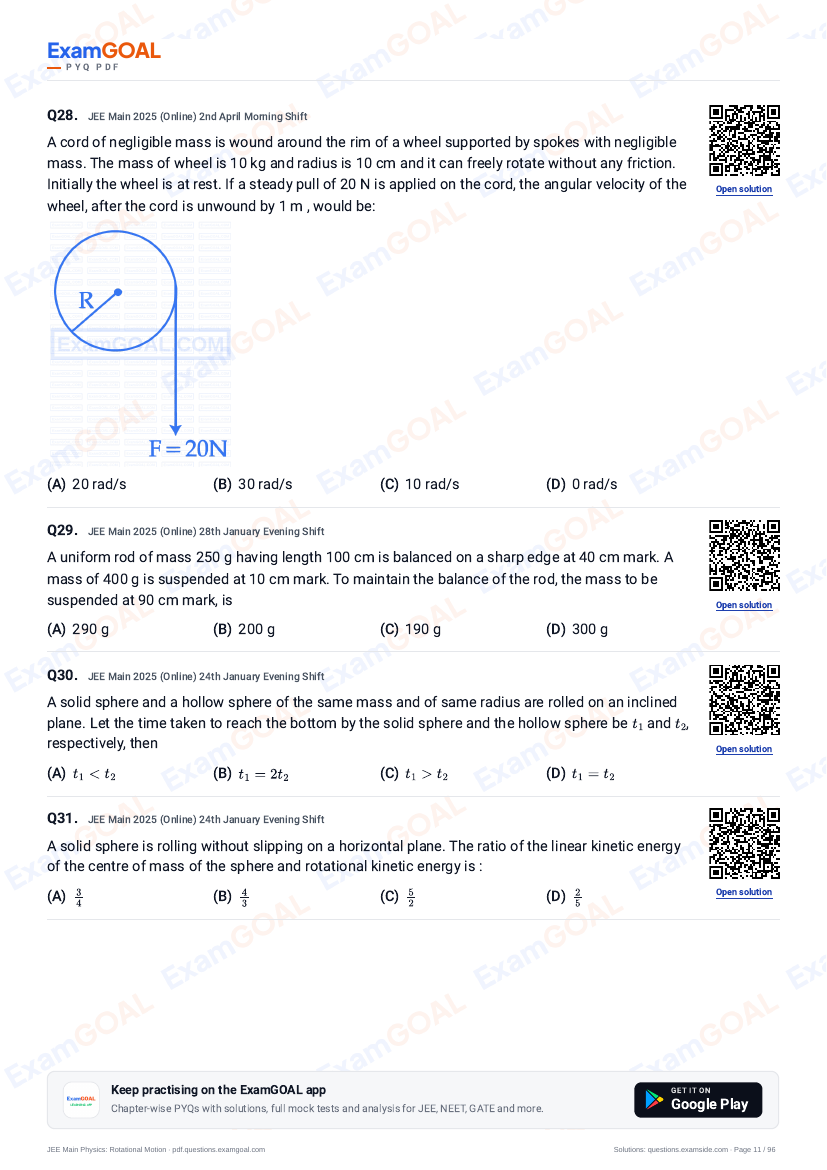 ExamGOAL
PYQ PDF
Q28. JEE Main 2025 (Online) 2nd April Morning Shift
A cord of negligible mass is wound around the rim of a wheel supported by spokes with negligible
mass. The mass of wheel is 10 kg and radius is 10 cm and it can freely rotate without any friction.
Initially the wheel is at rest. If a steady pull of 20 N is applied on the cord, the angular velocity of the
wheel, after the cord is unwound by 1 m , would be:
Open solution
R
ExamGOAL.COM
F = 20N
(A) 20 rad/s (B) 30 rad/s (C) 10 rad/s (D) 0 rad/s
Q29. JEE Main 2025 (Online) 28th January Evening Shift
A uniform rod of mass 250 g having length 100 cm is balanced on a sharp edge at 40 cm mark. A
mass of 400 g is suspended at 10 cm mark. To maintain the balance of the rod, the mass to be
suspended at 90 cm mark, is
Open solution
(A) 290 g (B) 200 g (C) 190 g (D) 300 g
Q30. JEE Main 2025 (Online) 24th January Evening Shift
A solid sphere and a hollow sphere of the same mass and of same radius are rolled on an inclined
plane. Let the time taken to reach the bottom by the solid sphere and the hollow sphere be t₁ and t₂,
respectively, then
Open solution
(A) t₁ < t₂ (B) t₁ = 2t₂ (C) t₁ > t₂ (D) t₁ = t₂
Q31. JEE Main 2025 (Online) 24th January Evening Shift
A solid sphere is rolling without slipping on a horizontal plane. The ratio of the linear kinetic energy
of the centre of mass of the sphere and rotational kinetic energy is :
Open solution
(A) 3/4 (B) 4/3 (C) 5/2 (D) 2/5
ExamGOAL
Keep practising on the ExamGOAL app
Chapter-wise PYQs with solutions, full mock tests and analysis for JEE, NEET, GATE and more.
GET IT ON
Google Play
JEE Main Physics: Rotational Motion · pdf.questions.examgoal.com
Solutions: questions.examside.com · Page 11 / 96